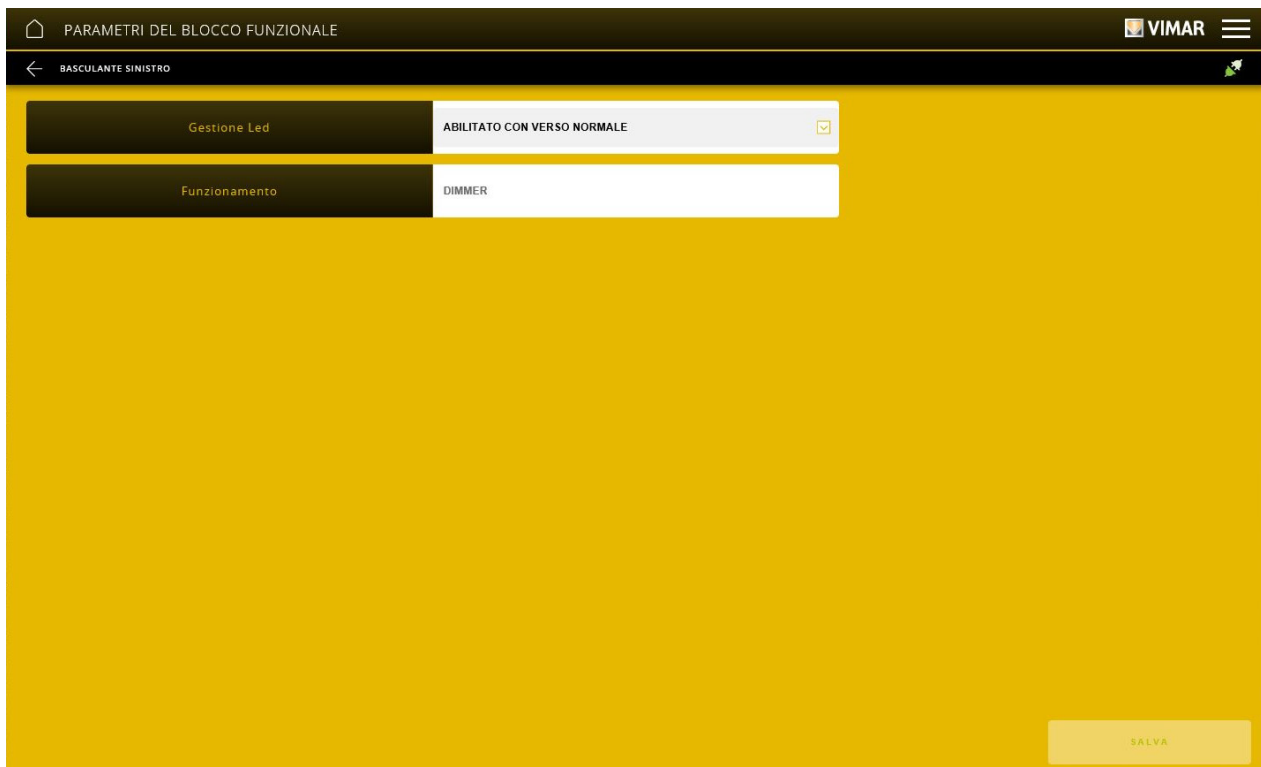 PARAMETRI DEL BLOCCO FUNZIONALE
VIMAR
BASCULANTE SINISTRO
Gestione Led
ABILITATO CON VERSO NORMALE
Funzionamento
DIMMER
SALVA